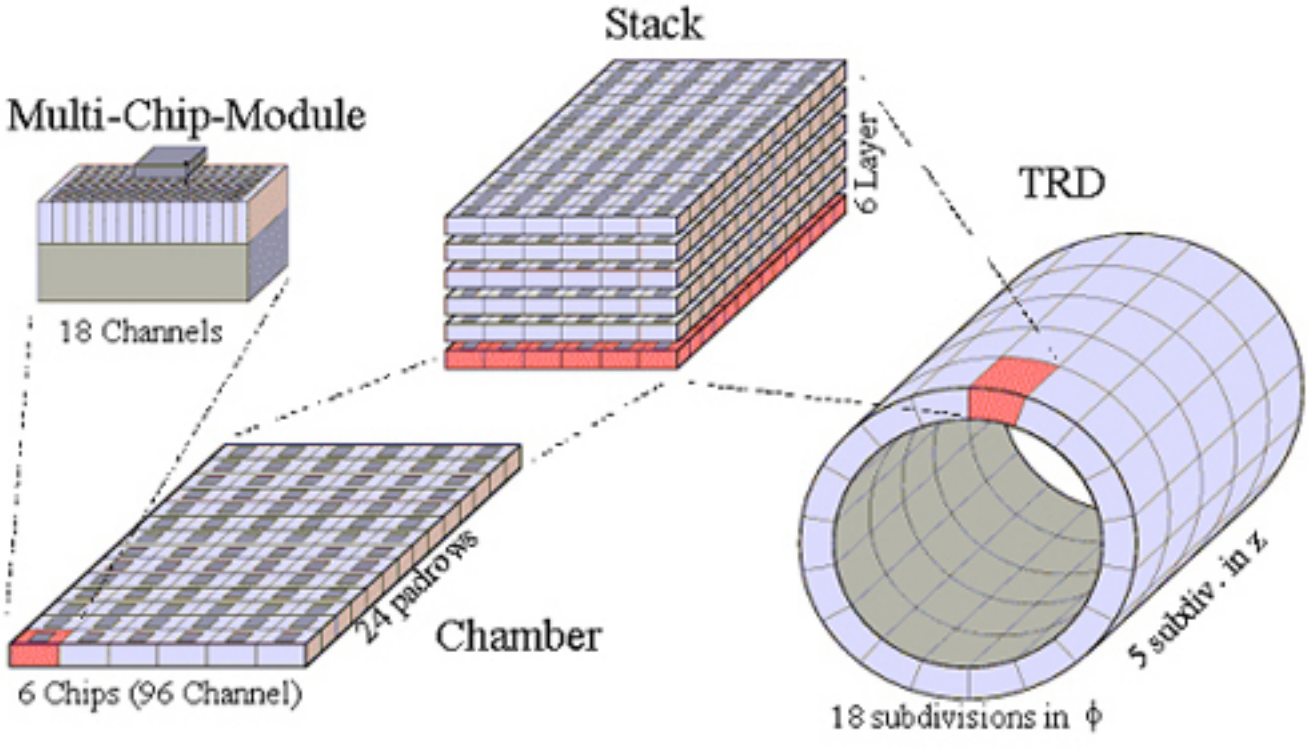 Stack
Multi-Chip-Module
6 Layer
TRD
18 Channels
24 padrows
Chamber
5 subdiv. in z
6 Chips (96 Channel)
18 subdivisions in ϕ